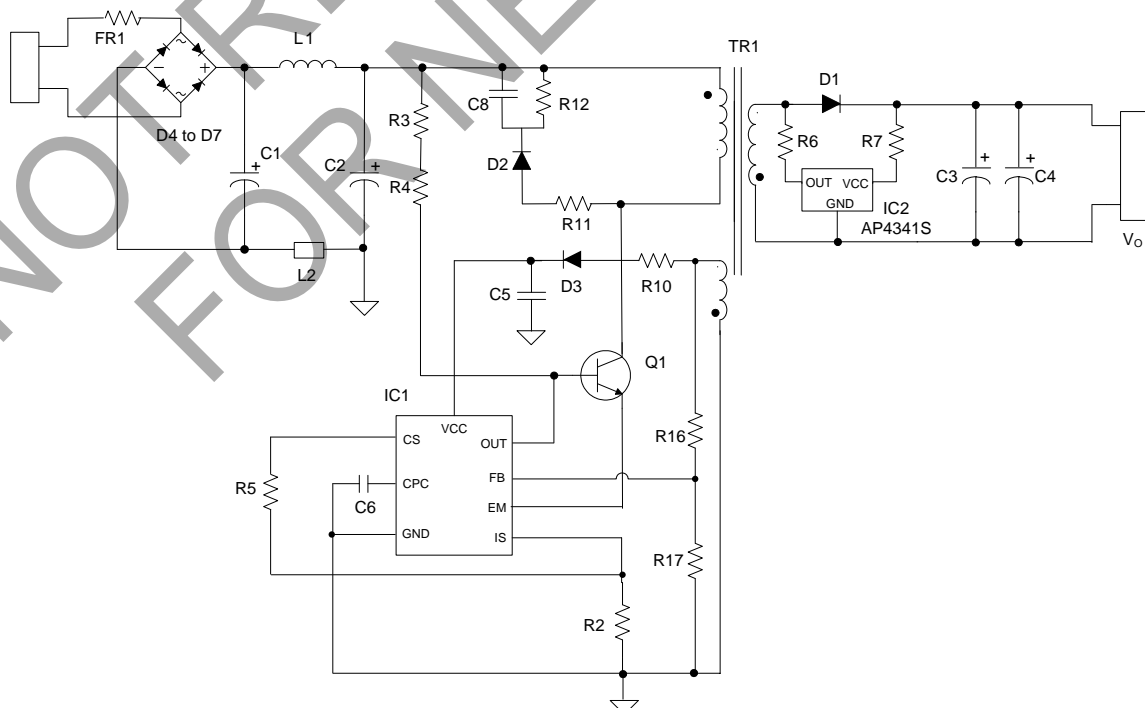 NOT RE
FOR NE
FR1
L1
TR1
~
− +
~
D4 to D7
C1
+
C2
+
R3
R4
C8
R12
D2
R11
D1
R6
R7
OUT VCC
GND
IC2
AP4341S
C3
+
+
C4
VO
L2
C5
D3
R10
Q1
IC1
VCC
CS
OUT
CPC
FB
EM
GND
IS
R5
C6
R16
R17
R2